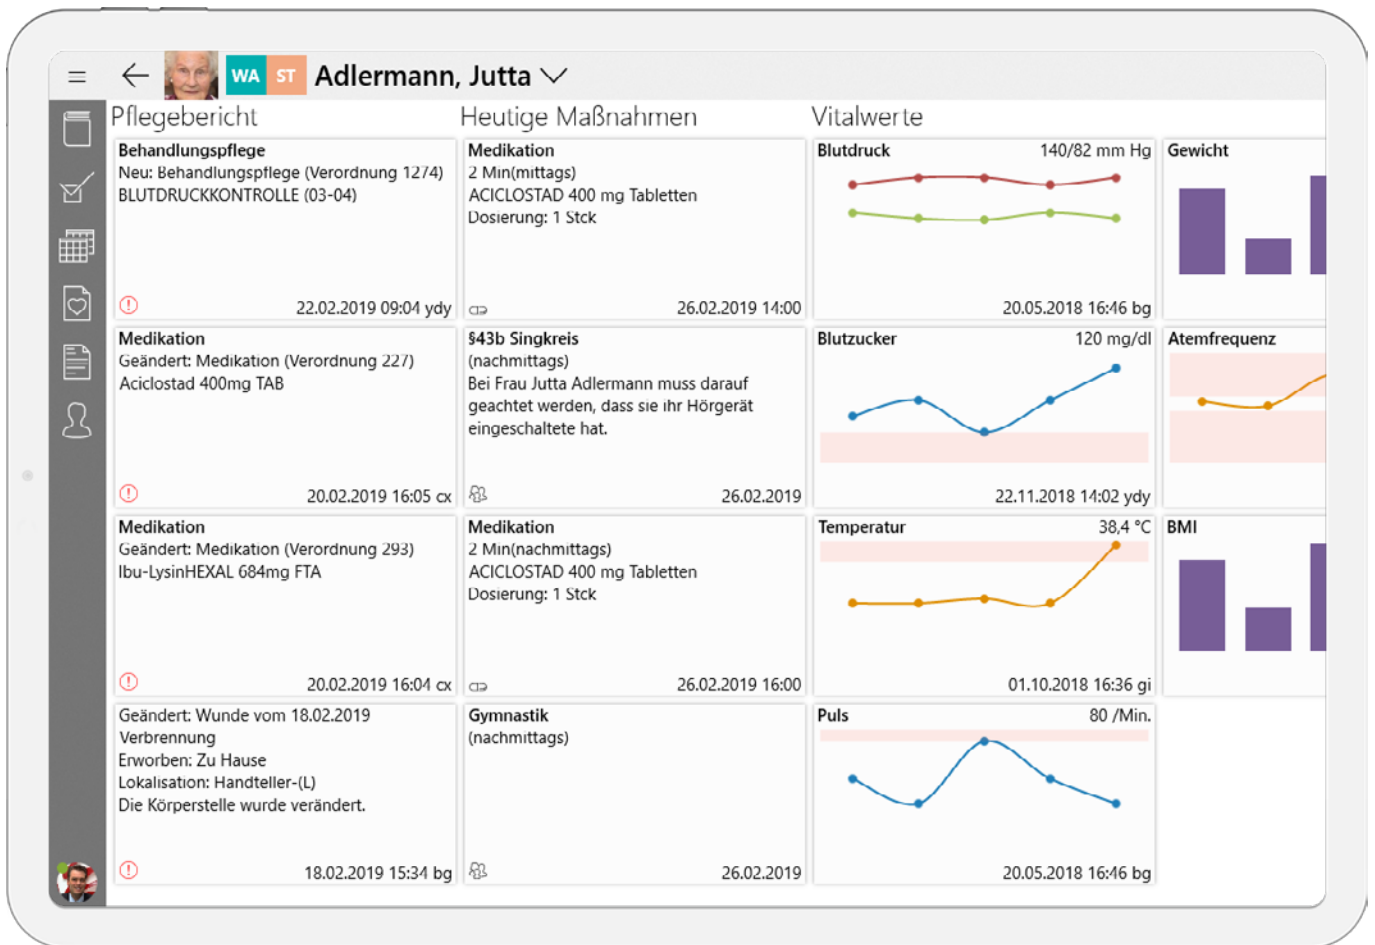 WA ST Adlermann, Jutta
Pflegebericht
Behandlungspflege
Neu: Behandlungspflege (Verordnung 1274)
BLUTDRUCKKONTROLLE (03-04)
22.02.2019 09:04 ydy
Medikation
Geändert: Medikation (Verordnung 227)
Aciclostad 400mg TAB
20.02.2019 16:05 cx
Medikation
Geändert: Medikation (Verordnung 293)
Ibu-LysinHEXAL 684mg FTA
20.02.2019 16:04 cx
Geändert: Wunde vom 18.02.2019
Verbrennung
Erworben: Zu Hause
Lokalisation: Handteller-(L)
Die Körperstelle wurde verändert.
18.02.2019 15:34 bg
Heutige Maßnahmen
Medikation
2 Min(mittags)
ACICLOSTAD 400 mg Tabletten
Dosierung: 1 Stck
26.02.2019 14:00
§43b Singkreis
(nachmittags)
Bei Frau Jutta Adlermann muss darauf
geachtet werden, dass sie ihr Hörgerät
eingeschaltete hat.
26.02.2019
Medikation
2 Min(nachmittags)
ACICLOSTAD 400 mg Tabletten
Dosierung: 1 Stck
26.02.2019 16:00
Gymnastik
(nachmittags)
26.02.2019
Vitalwerte
Blutdruck 140/82 mm Hg
20.05.2018 16:46 bg
Blutzucker 120 mg/dl
22.11.2018 14:02 ydy
Temperatur 38,4 °C
01.10.2018 16:36 gi
Puls 80 /Min.
20.05.2018 16:46 bg
Gewicht
Atemfrequenz
BMI